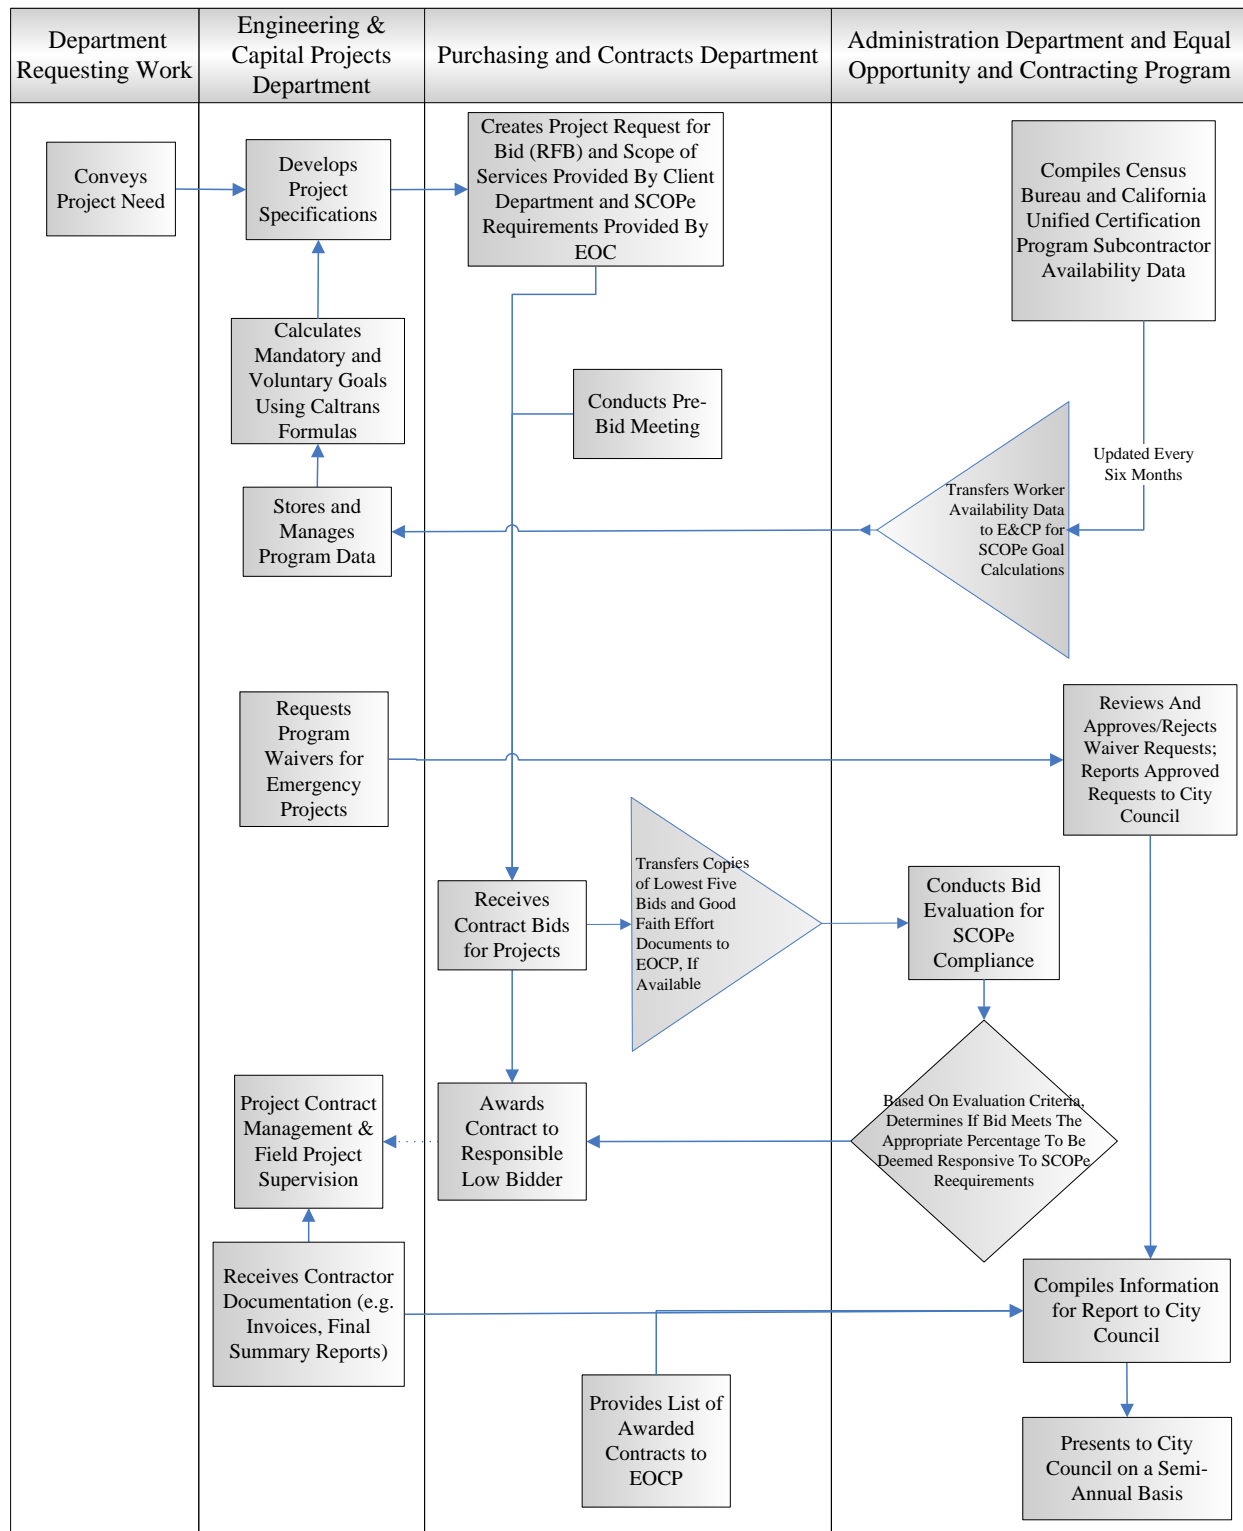 Department
Requesting Work
Engineering &
Capital Projects
Department
Purchasing and Contracts Department
Administration Department and Equal
Opportunity and Contracting Program
Conveys
Project Need
Develops
Project
Specifications
Creates Project Request for
Bid (RFB) and Scope of
Services Provided By Client
Department and SCOPe
Requirements Provided By
EOC
Compiles Census
Bureau and California
Unified Certification
Program Subcontractor
Availability Data
Calculates
Mandatory and
Voluntary Goals
Using Caltrans
Formulas
Conducts Pre-
Bid Meeting
Updated Every
Six Months
Stores and
Manages
Program Data
Transfers Worker
Availability Data
to E&CP for
SCOPe Goal
Calculations
Requests
Program
Waivers for
Emergency
Projects
Reviews And
Approves/Rejects
Waiver Requests;
Reports Approved
Requests to City
Council
Receives
Contract Bids
for Projects
Transfers Copies
of Lowest Five
Bids and Good
Faith Effort
Documents to
EOCP, If
Available
Conducts Bid
Evaluation for
SCOPe
Compliance
Project Contract
Management &
Field Project
Supervision
Awards
Contract to
Responsible
Low Bidder
Based On Evaluation Criteria,
Determines If Bid Meets The
Appropriate Percentage To Be
Deemed Responsive To SCOPe
Reequirements
Receives Contractor
Documentation (e.g.
Invoices, Final
Summary Reports)
Compiles Information
for Report to City
Council
Provides List of
Awarded
Contracts to
EOCP
Presents to City
Council on a Semi-
Annual Basis